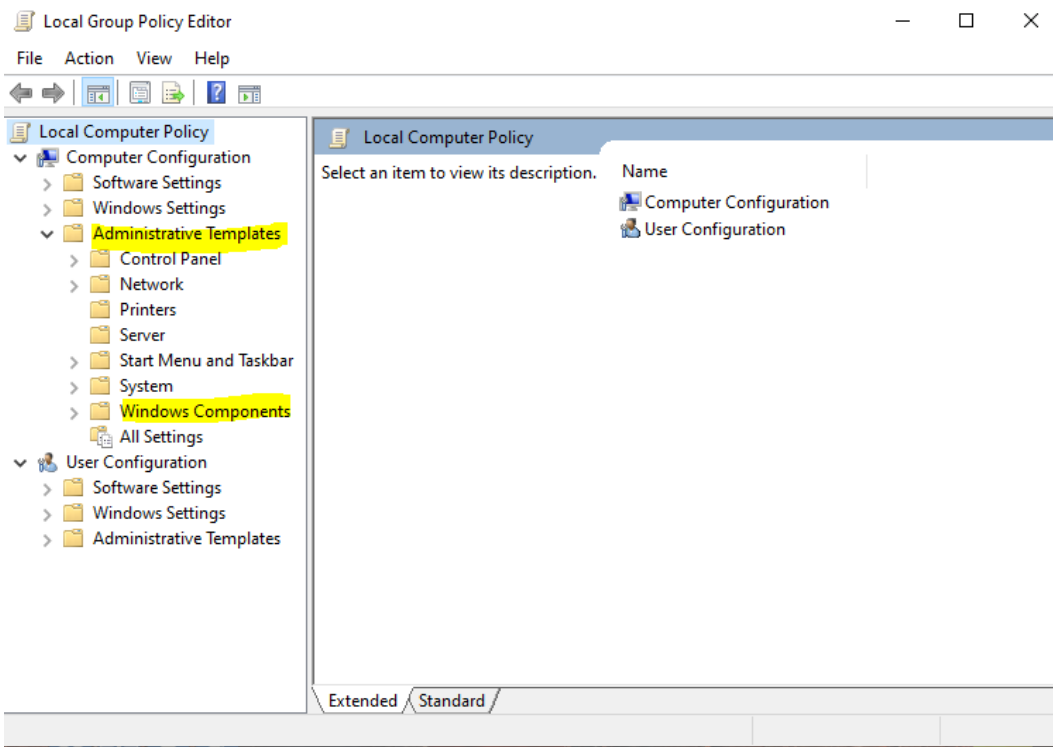 Local Group Policy Editor
File Action View Help
Local Computer Policy
Computer Configuration
Software Settings
Windows Settings
Administrative Templates
Control Panel
Network
Printers
Server
Start Menu and Taskbar
System
Windows Components
All Settings
User Configuration
Software Settings
Windows Settings
Administrative Templates
Local Computer Policy
Select an item to view its description.
Name
Computer Configuration
User Configuration
Extended Standard